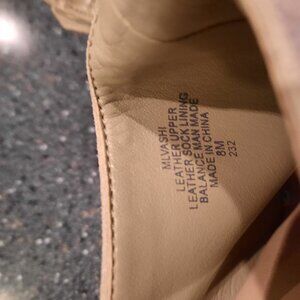 MLVASHI
LEATHER UPPER
LEATHER SOCK LINING
BALANCE MAN MADE
MADE IN CHINA
8M
232